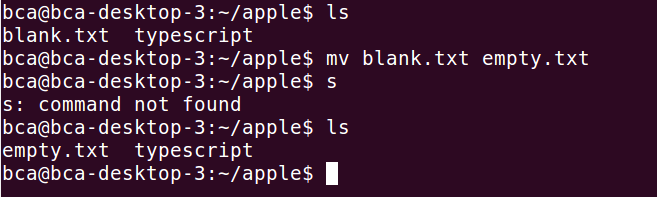 bca@bca-desktop-3:~/apple$ ls
blank.txt  typescript
bca@bca-desktop-3:~/apple$ mv blank.txt empty.txt
bca@bca-desktop-3:~/apple$ s
s: command not found
bca@bca-desktop-3:~/apple$ ls
empty.txt  typescript
bca@bca-desktop-3:~/apple$